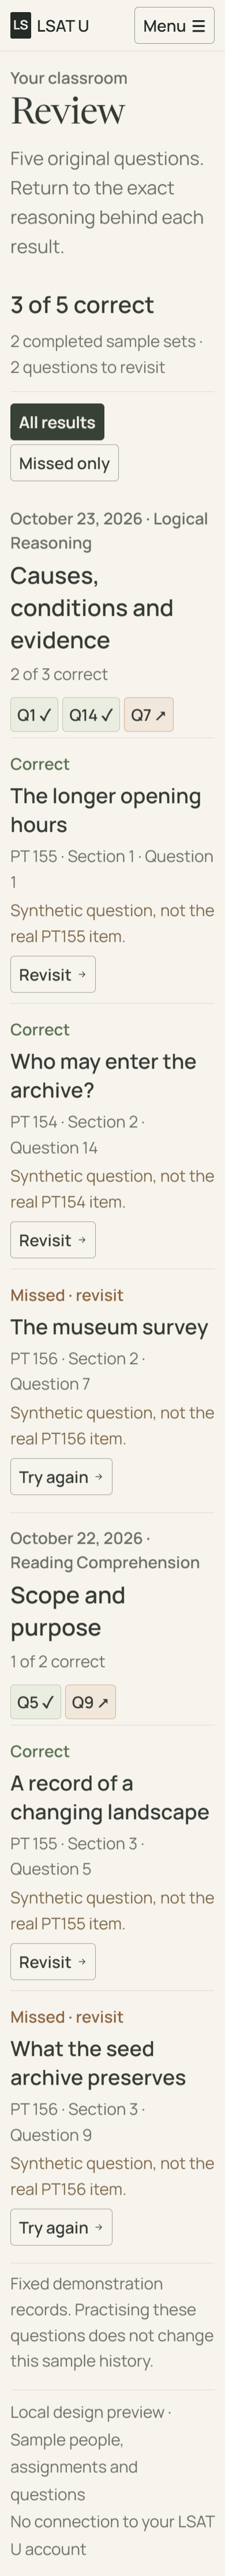 LS LSAT U
Menu ☰
Your classroom
Review
Five original questions.
Return to the exact
reasoning behind each
result.
3 of 5 correct
2 completed sample sets ·
2 questions to revisit
All results
Missed only
October 23, 2026 · Logical
Reasoning
Causes,
conditions and
evidence
2 of 3 correct
Q1 ✓ Q14 ✓ Q7 ↗
Correct
The longer opening
hours
PT 155 · Section 1 · Question
1
Synthetic question, not the
real PT155 item.
Revisit →
Correct
Who may enter the
archive?
PT 154 · Section 2 ·
Question 14
Synthetic question, not the
real PT154 item.
Revisit →
Missed · revisit
The museum survey
PT 156 · Section 2 ·
Question 7
Synthetic question, not the
real PT156 item.
Try again →
October 22, 2026 ·
Reading Comprehension
Scope and
purpose
1 of 2 correct
Q5 ✓ Q9 ↗
Correct
A record of a
changing landscape
PT 155 · Section 3 ·
Question 5
Synthetic question, not the
real PT155 item.
Revisit →
Missed · revisit
What the seed
archive preserves
PT 156 · Section 3 ·
Question 9
Synthetic question, not the
real PT156 item.
Try again →
Fixed demonstration
records. Practising these
questions does not change
this sample history.
Local design preview ·
Sample people,
assignments and
questions
No connection to your LSAT
U account